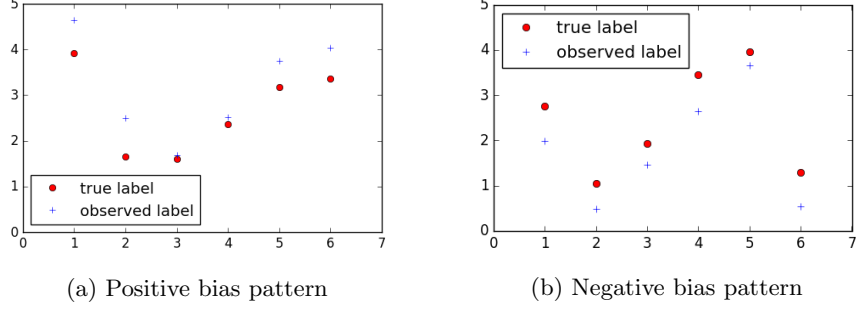 5
4
3
2
1
0
0 1 2 3 4 5 6 7
true label
observed label
(a) Positive bias pattern
5
4
3
2
1
0
0 1 2 3 4 5 6 7
true label
observed label
(b) Negative bias pattern